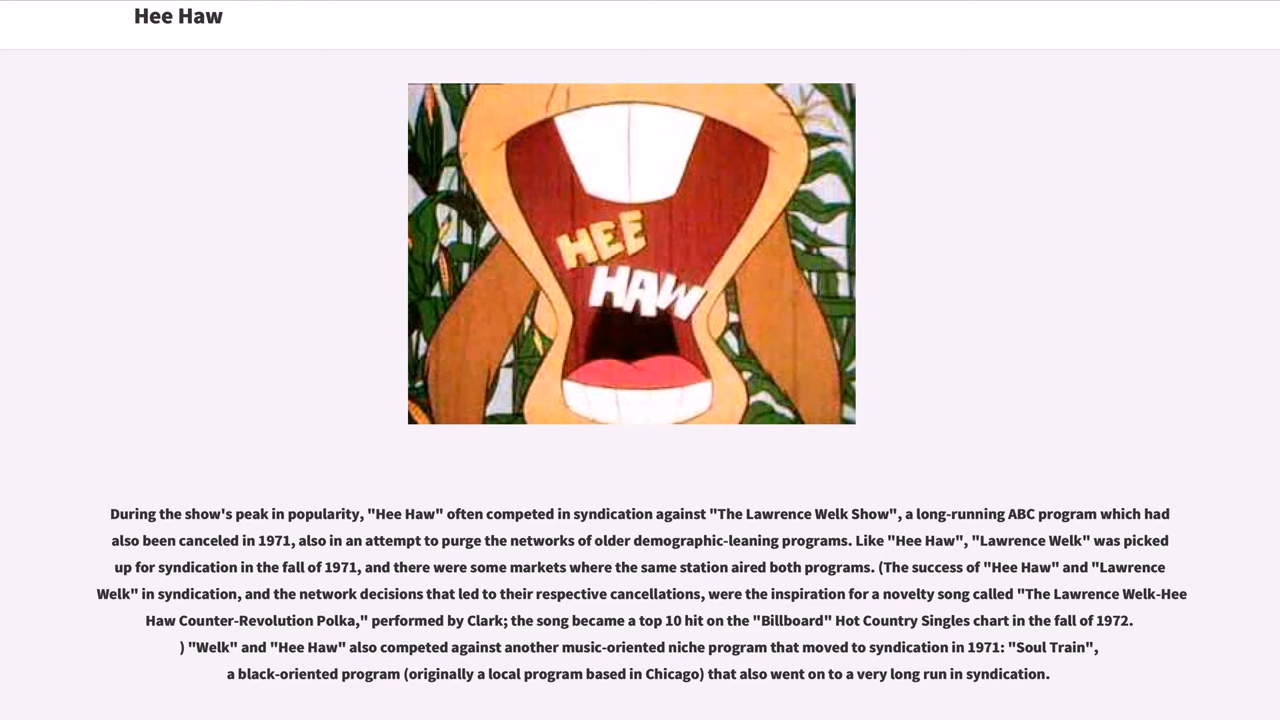 Hee Haw
HEE
HAW
During the show's peak in popularity, "Hee Haw" often competed in syndication against "The Lawrence Welk Show", a long-running ABC program which had
also been canceled in 1971, also in an attempt to purge the networks of older demographic-leaning programs. Like "Hee Haw", "Lawrence Welk" was picked
up for syndication in the fall of 1971, and there were some markets where the same station aired both programs. (The success of "Hee Haw" and "Lawrence
Welk" in syndication, and the network decisions that led to their respective cancellations, were the inspiration for a novelty song called "The Lawrence Welk-Hee
Haw Counter-Revolution Polka," performed by Clark; the song became a top 10 hit on the "Billboard" Hot Country Singles chart in the fall of 1972.
) "Welk" and "Hee Haw" also competed against another music-oriented niche program that moved to syndication in 1971: "Soul Train",
a black-oriented program (originally a local program based in Chicago) that also went on to a very long run in syndication.